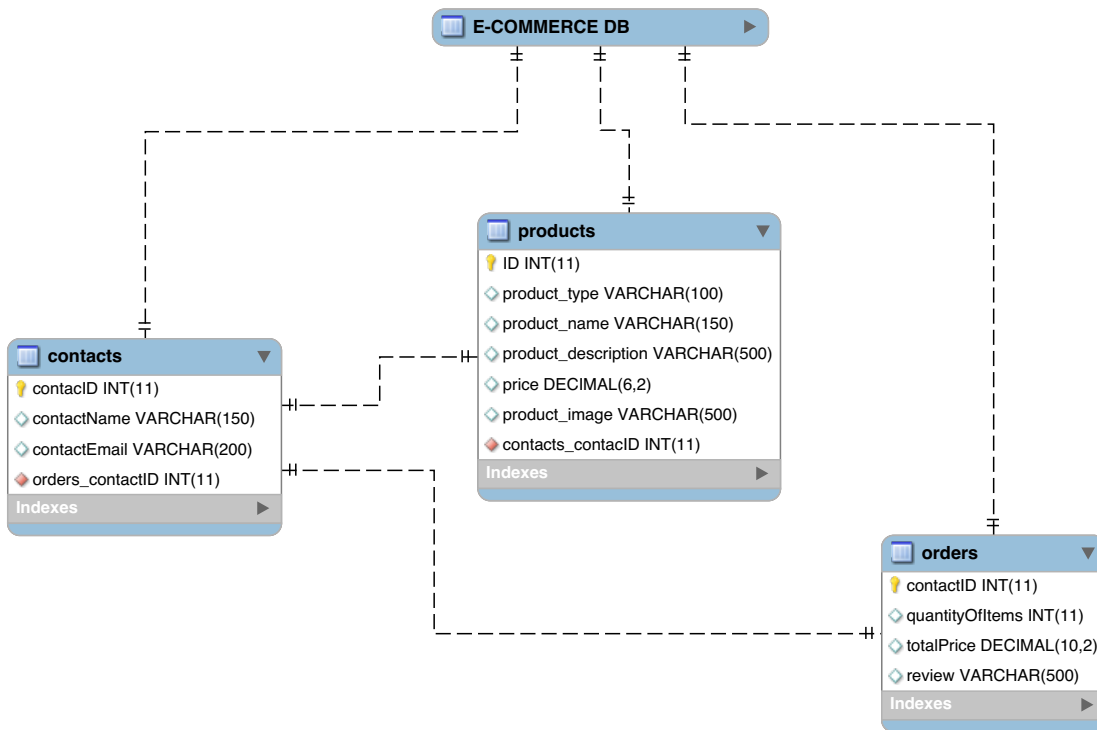 E-COMMERCE DB
products
ID INT(11)
product_type VARCHAR(100)
product_name VARCHAR(150)
product_description VARCHAR(500)
price DECIMAL(6,2)
product_image VARCHAR(500)
contacts_contacID INT(11)
Indexes
contacts
contacID INT(11)
contactName VARCHAR(150)
contactEmail VARCHAR(200)
orders_contactID INT(11)
Indexes
orders
contactID INT(11)
quantityOfItems INT(11)
totalPrice DECIMAL(10,2)
review VARCHAR(500)
Indexes